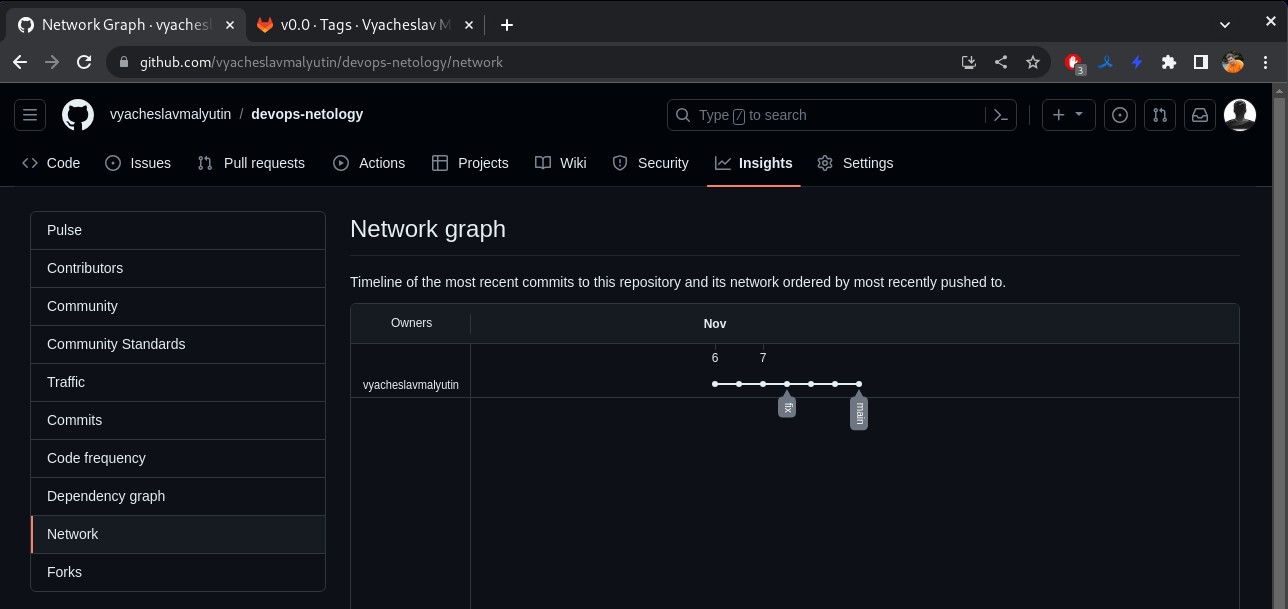 Network Graph · vyaches
v0.0 · Tags · Vyacheslav M
github.com/vyacheslavmalyutin/devops-netology/network
3
vyacheslavmalyutin / devops-netology
Type / to search
Code Issues Pull requests Actions Projects Wiki Security Insights Settings
Pulse
Contributors
Community
Community Standards
Traffic
Commits
Code frequency
Dependency graph
Network
Forks
Network graph
Timeline of the most recent commits to this repository and its network ordered by most recently pushed to.
Owners
Nov
6 7
vyacheslavmalyutin
fix
main